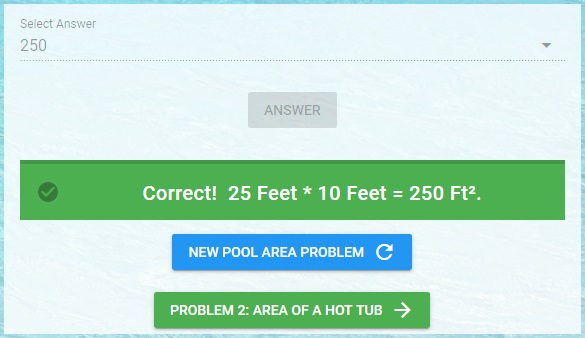 Select Answer
250
ANSWER
Correct!  25 Feet * 10 Feet = 250 Ft².
NEW POOL AREA PROBLEM
PROBLEM 2: AREA OF A HOT TUB